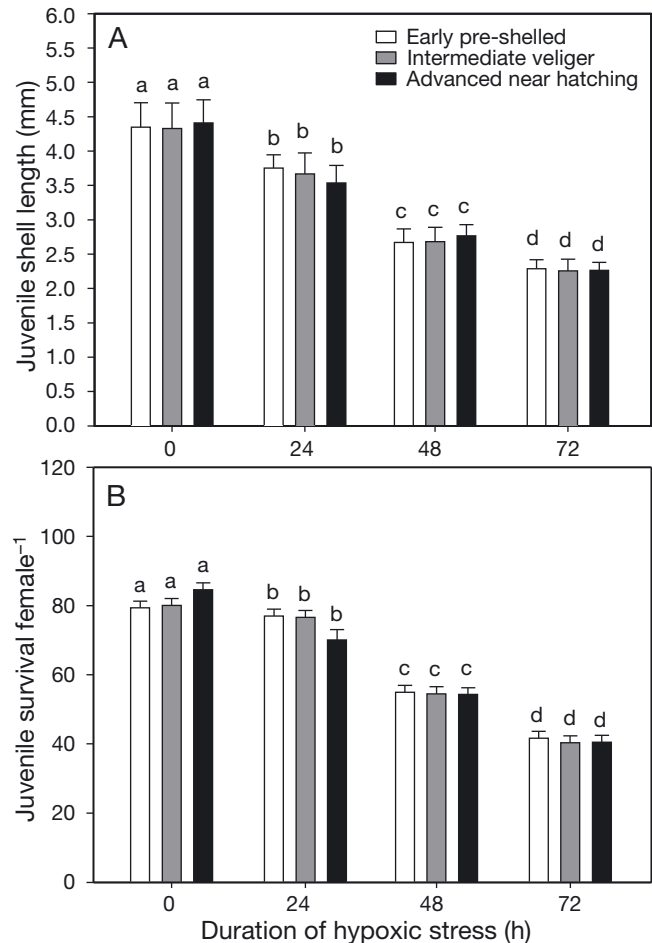 A
Early pre-shelled
Intermediate veliger
Advanced near hatching
Juvenile shell length (mm)
6.0
5.5
5.0
4.5
4.0
3.5
3.0
2.5
2.0
1.5
1.0
0.5
0.0
a a a
b b b
c c c
d d d
0 24 48 72
B
Juvenile survival female⁻¹
120
100
80
60
40
20
0
a a a
b b b
c c c
d d d
0 24 48 72
Duration of hypoxic stress (h)